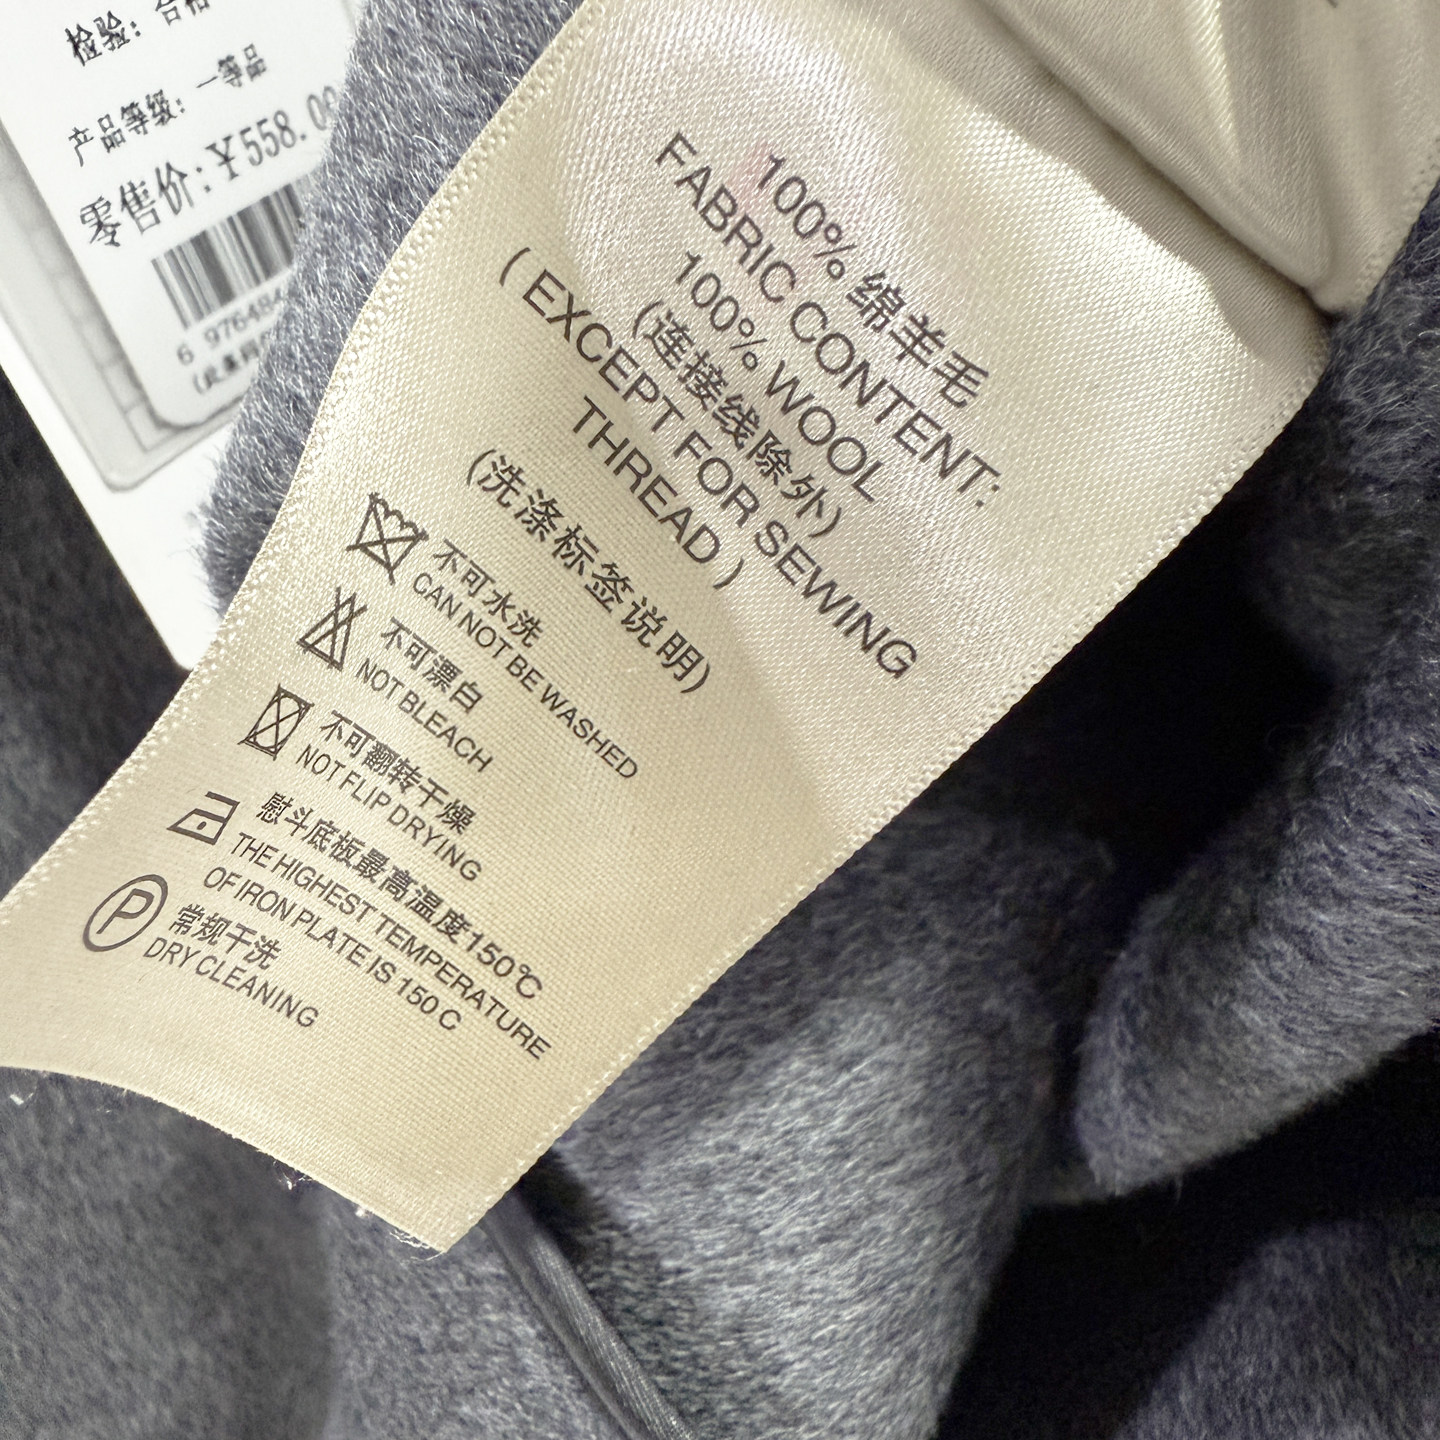 检验: 合格
产品等级: 一等品
零售价:￥558.00
6 97648
100% 绵羊毛
FABRIC CONTENT:
100% WOOL
(连接线除外)
( EXCEPT FOR SEWING
THREAD )
(洗涤标签说明)
不可水洗
CAN NOT BE WASHED
不可漂白
NOT BLEACH
不可翻转干燥
NOT FLIP DRYING
熨斗底板最高温度150℃
THE HIGHEST TEMPERATURE
OF IRON PLATE IS 150 C
P
常规干洗
DRY CLEANING